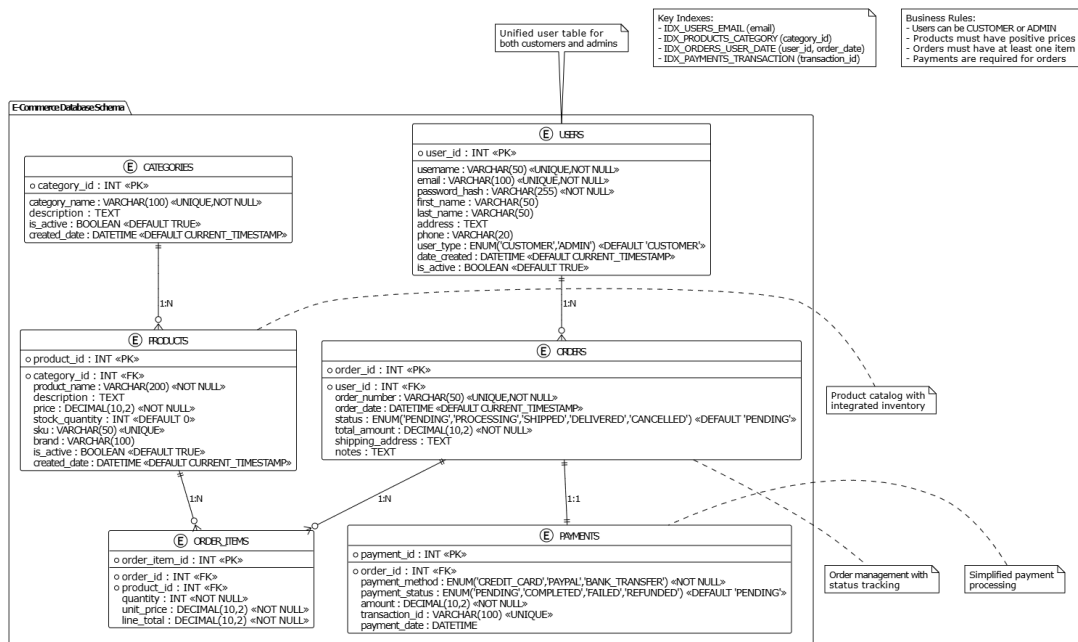 Unified user table for
both customers and admins
Key Indexes:
- IDX_USERS_EMAIL (email)
- IDX_PRODUCTS_CATEGORY (category_id)
- IDX_ORDERS_USER_DATE (user_id, order_date)
- IDX_PAYMENTS_TRANSACTION (transaction_id)
Business Rules:
- Users can be CUSTOMER or ADMIN
- Products must have positive prices
- Orders must have at least one item
- Payments are required for orders
E-Commerce Database Schema
E USERS
user_id : INT «PK»
username : VARCHAR(50) «UNIQUE,NOT NULL»
email : VARCHAR(100) «UNIQUE,NOT NULL»
password_hash : VARCHAR(255) «NOT NULL»
first_name : VARCHAR(50)
last_name : VARCHAR(50)
address : TEXT
phone : VARCHAR(20)
user_type : ENUM('CUSTOMER','ADMIN') «DEFAULT 'CUSTOMER'»
date_created : DATETIME «DEFAULT CURRENT_TIMESTAMP»
is_active : BOOLEAN «DEFAULT TRUE»
E CATEGORIES
category_id : INT «PK»
category_name : VARCHAR(100) «UNIQUE,NOT NULL»
description : TEXT
is_active : BOOLEAN «DEFAULT TRUE»
created_date : DATETIME «DEFAULT CURRENT_TIMESTAMP»
1:N
1:N
E PRODUCTS
product_id : INT «PK»
category_id : INT «FK»
product_name : VARCHAR(200) «NOT NULL»
description : TEXT
price : DECIMAL(10,2) «NOT NULL»
stock_quantity : INT «DEFAULT 0»
sku : VARCHAR(50) «UNIQUE»
brand : VARCHAR(100)
is_active : BOOLEAN «DEFAULT TRUE»
created_date : DATETIME «DEFAULT CURRENT_TIMESTAMP»
E ORDERS
order_id : INT «PK»
user_id : INT «FK»
order_number : VARCHAR(50) «UNIQUE,NOT NULL»
order_date : DATETIME «DEFAULT CURRENT_TIMESTAMP»
status : ENUM('PENDING','PROCESSING','SHIPPED','DELIVERED','CANCELLED') «DEFAULT 'PENDING'»
total_amount : DECIMAL(10,2) «NOT NULL»
shipping_address : TEXT
notes : TEXT
Product catalog with
integrated inventory
1:N
1:N
1:1
E ORDER_ITEMS
order_item_id : INT «PK»
order_id : INT «FK»
product_id : INT «FK»
quantity : INT «NOT NULL»
unit_price : DECIMAL(10,2) «NOT NULL»
line_total : DECIMAL(10,2) «NOT NULL»
E PAYMENTS
payment_id : INT «PK»
order_id : INT «FK»
payment_method : ENUM('CREDIT_CARD','PAYPAL','BANK_TRANSFER') «NOT NULL»
payment_status : ENUM('PENDING','COMPLETED','FAILED','REFUNDED') «DEFAULT 'PENDING'»
amount : DECIMAL(10,2) «NOT NULL»
transaction_id : VARCHAR(100) «UNIQUE»
payment_date : DATETIME
Order management with
status tracking
Simplified payment
processing